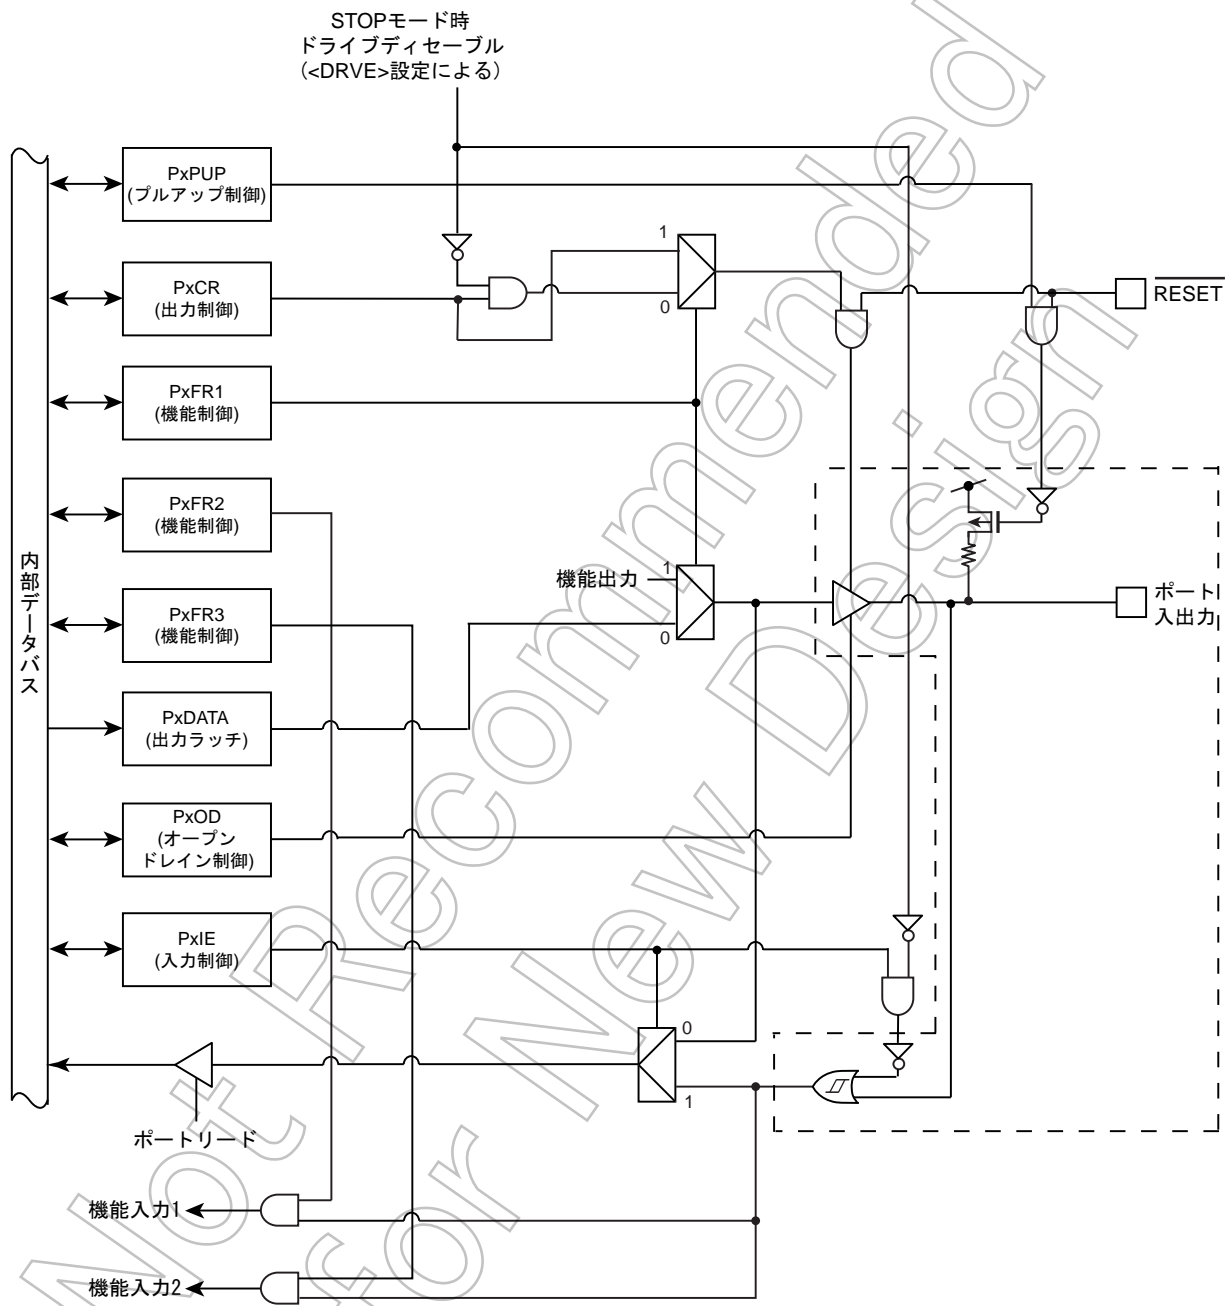 STOPモード時
ドライブディセーブル
(<DRVE>設定による)
PxPUP
(プルアップ制御)
1
PxCR
(出力制御)
0
RESET
PxFR1
(機能制御)
PxFR2
(機能制御)
内部データバス
機能出力
1
0
ポート
入出力
PxFR3
(機能制御)
PxDATA
(出力ラッチ)
PxOD
(オープン
ドレイン制御)
PxIE
(入力制御)
0
1
ポートリード
機能入力1
機能入力2
Not Recommended
for New Design